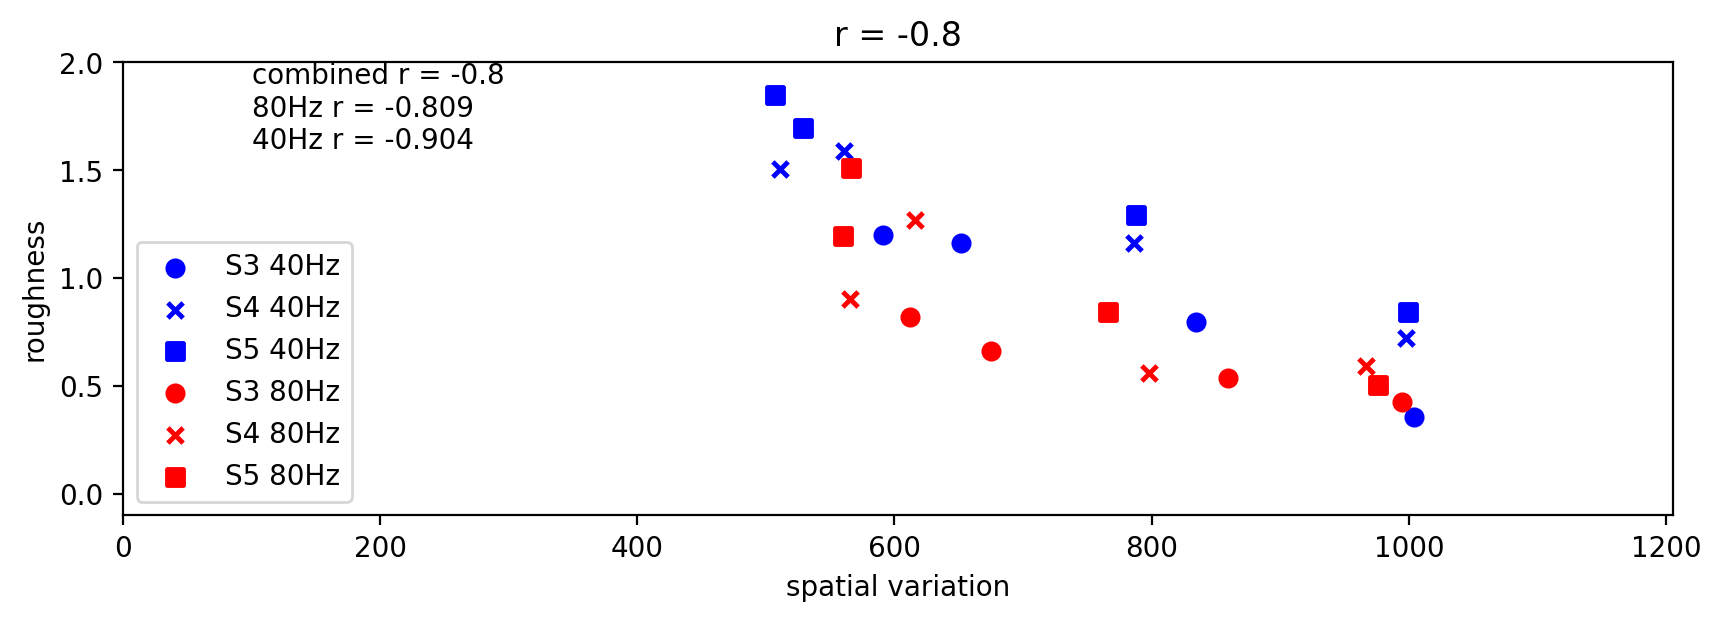 r = -0.8
combined r = -0.8
80Hz r = -0.809
40Hz r = -0.904
2.0
1.5
1.0
0.5
0.0
roughness
S3 40Hz
S4 40Hz
S5 40Hz
S3 80Hz
S4 80Hz
S5 80Hz
0 200 400 600 800 1000 1200
spatial variation